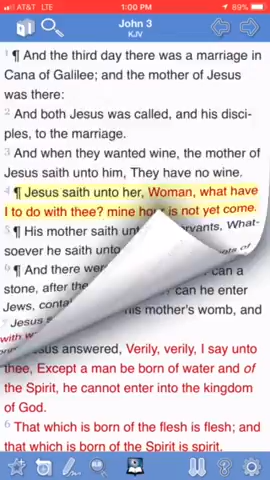 AT&T LTE 1:00 PM 89%
John 3
KJV
1 ¶ And the third day there was a marriage in
Cana of Galilee; and the mother of Jesus
was there:
2 And both Jesus was called, and his disci-
ples, to the marriage.
3 And when they wanted wine, the mother of
Jesus saith unto him, They have no wine.
4 ¶ Jesus saith unto her, Woman, what have
I to do with thee? mine hour is not yet come.
5 ¶ His mother saith unto servants, What-
soever he saith unto
6 ¶ And there were can a
stone, after the can he enter
Jews, his mother's womb, and
Jesus
Jesus answered, Verily, verily, I say unto
thee, Except a man be born of water and of
the Spirit, he cannot enter into the kingdom
of God.
6 That which is born of the flesh is flesh; and
that which is born of the Spirit is spirit.